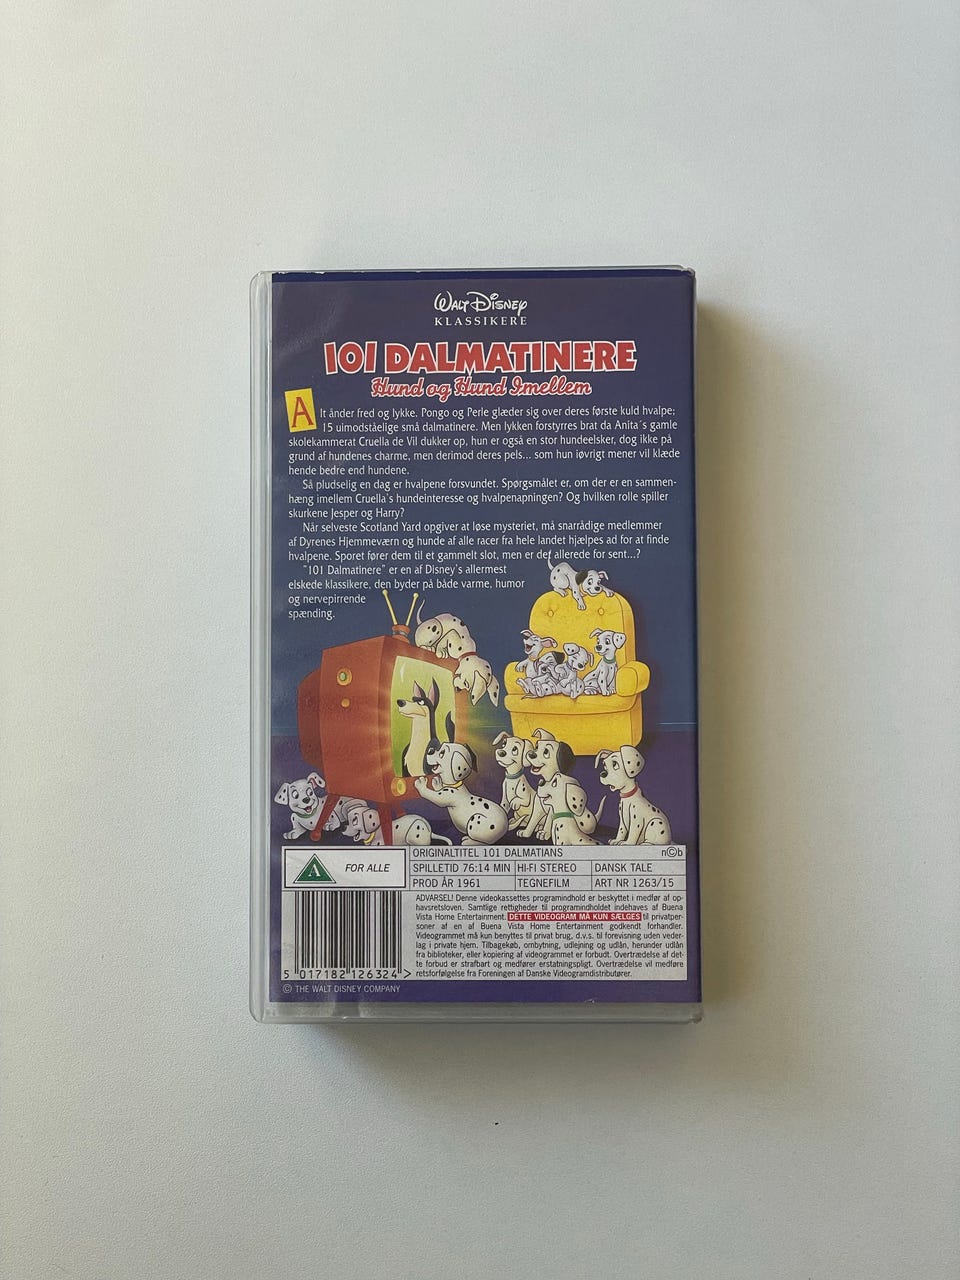 WALT DISNEY
KLASSIKERE
101 DALMATINERE
Hund og Hund Imellem
Alt ånder fred og lykke. Pongo og Perle glæder sig over deres første kuld hvalpe;
15 uimodståelige små dalmatinere. Men lykken forstyrres brat da Anita´s gamle
skolekammerat Cruella de Vil dukker op, hun er også en stor hundeelsker, dog ikke på
grund af hundenes charme, men derimod deres pels... som hun iøvrigt mener vil klæde
hende bedre end hundene.
Så pludselig en dag er hvalpene forsvundet. Spørgsmålet er, om der er en sammen-
hæng imellem Cruella's hundeinteresse og hvalpenapningen? Og hvilken rolle spiller
skurkene Jesper og Harry?
Når selveste Scotland Yard opgiver at løse mysteriet, må snarrådige medlemmer
af Dyrenes Hjemmeværn og hunde af alle racer fra hele landet hjælpes ad for at finde
hvalpene. Sporet fører dem til et gammelt slot, men er det allerede for sent...?
"101 Dalmatinere" er en af Disney's allermest
elskede klassikere, den byder på både varme, humor
og nervepirrende
spænding.
A FOR ALLE
ORIGINALTITEL 101 DALMATIANS n©b
SPILLETID 76:14 MIN HI-FI STEREO DANSK TALE
PROD ÅR 1961 TEGNEFILM ART NR 1263/15
ADVARSEL! Denne videokassettes programindhold er beskyttet i medfør af op-
havsretsloven. Samtlige rettigheder til programindholdet indehaves af Buena
Vista Home Entertainment. DETTE VIDEOGRAM MÅ KUN SÆLGES til privatper-
soner af en af Buena Vista Home Entertainment godkendt forhandler.
Videogrammet må kun benyttes til privat brug, d.v.s. til forevisning uden veder-
lag i private hjem. Tilbagekøb, ombytning, udlejning og udlån, herunder udlån
fra biblioteker, eller kopiering af videogrammet er forbudt. Overtrædelse af det-
te forbud er strafbart og medfører erstatningspligt. Overtrædelse vil medføre
retsforfølgelse fra Foreningen af Danske Videogramdistributører.
5 017182 126324 >
© THE WALT DISNEY COMPANY